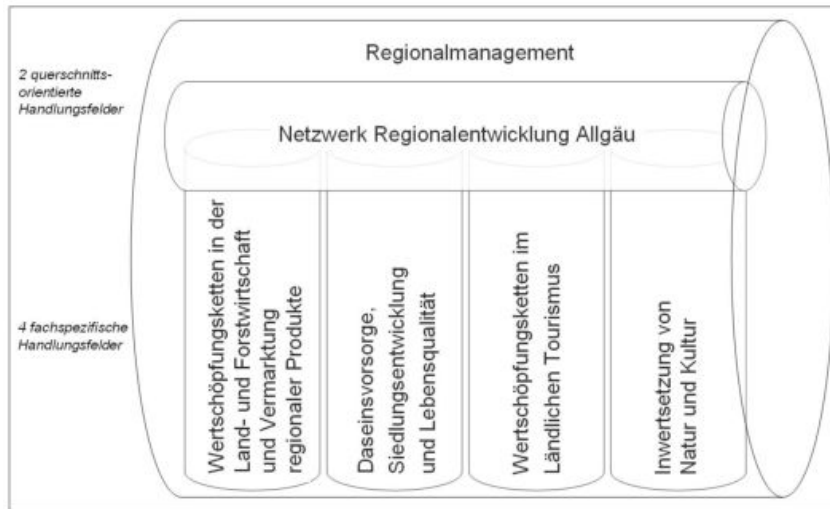 Regionalmanagement
2 querschnitts-
orientierte
Handlungsfelder
Netzwerk Regionalentwicklung Allgäu
4 fachspezifische
Handlungsfelder
Wertschöpfungsketten in der
Land- und Forstwirtschaft
und Vermarktung
regionaler Produkte
Daseinsvorsorge,
Siedlungsentwicklung
und Lebensqualität
Wertschöpfungsketten im
Ländlichen Tourismus
Inwertsetzung von
Natur und Kultur